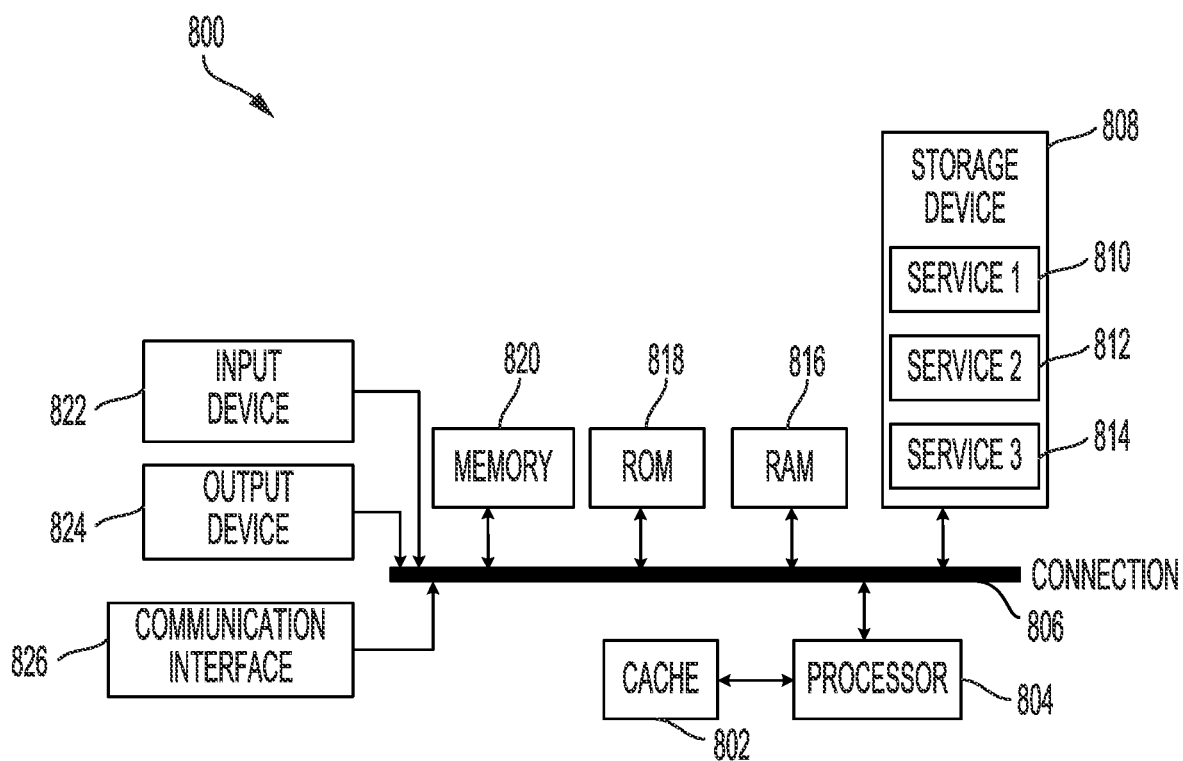 800
808
STORAGE
DEVICE
SERVICE 1
810
SERVICE 2
812
SERVICE 3
814
INPUT
DEVICE
822
OUTPUT
DEVICE
824
COMMUNICATION
INTERFACE
826
820
MEMORY
818
ROM
816
RAM
CONNECTION
806
CACHE
802
PROCESSOR
804